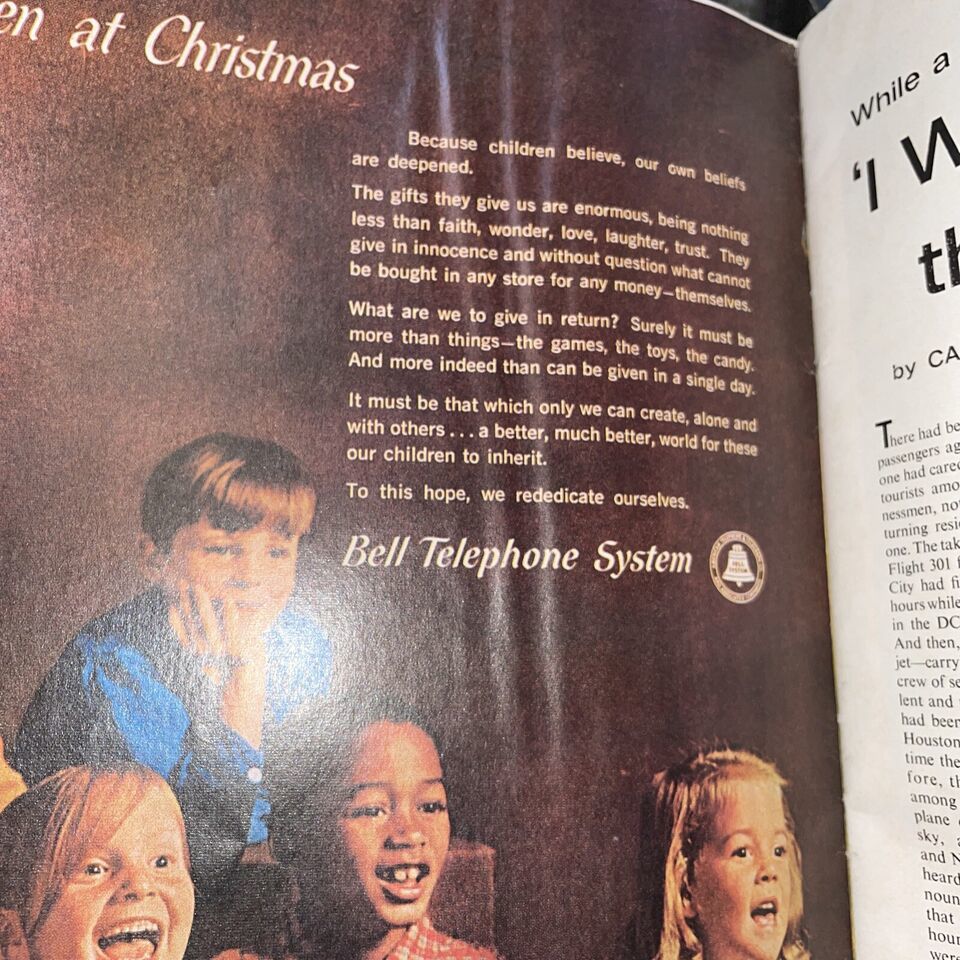 en at Christmas
Because children believe, our own beliefs
are deepened.
The gifts they give us are enormous, being nothing
less than faith, wonder, love, laughter, trust. They
give in innocence and without question what cannot
be bought in any store for any money—themselves.
What are we to give in return? Surely it must be
more than things—the games, the toys, the candy.
And more indeed than can be given in a single day.
It must be that which only we can create, alone and
with others . . . a better, much better, world for these
our children to inherit.
To this hope, we rededicate ourselves.
Bell Telephone System
BELL
SYSTEM
While a
'I W
th
by CA
There had be
passengers ag
one had caree
tourists amo
nessmen, no
turning resi
one. The tak
Flight 301 f
City had fi
hours while
in the DC
And then,
jet—carry
crew of se
lent and
had been
Houston
time the
fore, th
among
plane
sky, a
and N
heard
noun
that
hour
were